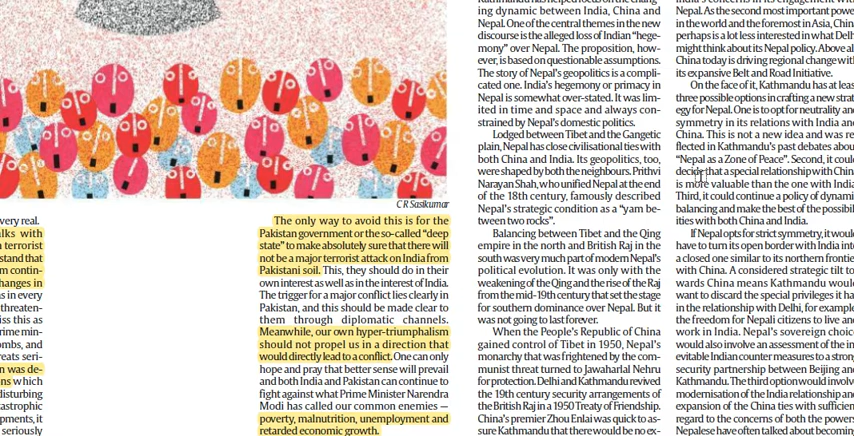 C R Sasikumar
very real.
lks with
terrorist
stand that
m contin-
hanges in
s in every
threaten-
iss this as
rime min-
ombs, and
reats seri-
n was de-
ns which
disturbing
tastrophic
pments, it
seriously
The only way to avoid this is for the
Pakistan government or the so-called "deep
state" to make absolutely sure that there will
not be a major terrorist attack on India from
Pakistani soil. This, they should do in their
own interest as well as in the interest of India.
The trigger for a major conflict lies clearly in
Pakistan, and this should be made clear to
them through diplomatic channels.
Meanwhile, our own hyper-triumphalism
should not propel us in a direction that
would directly lead to a conflict. One can only
hope and pray that better sense will prevail
and both India and Pakistan can continue to
fight against what Prime Minister Narendra
Modi has called our common enemies —
poverty, malnutrition, unemployment and
retarded economic growth.
Kathmandu has helped focus on the chang-
ing dynamic between India, China and
Nepal. One of the central themes in the new
discourse is the alleged loss of Indian "hege-
mony" over Nepal. The proposition, how-
ever, is based on questionable assumptions.
The story of Nepal's geopolitics is a compli-
cated one. India's hegemony or primacy in
Nepal is somewhat over-stated. It was lim-
ited in time and space and always con-
strained by Nepal's domestic politics.
Lodged between Tibet and the Gangetic
plain, Nepal has close civilisational ties with
both China and India. Its geopolitics, too,
were shaped by both the neighbours. Prithvi
Narayan Shah, who unified Nepal at the end
of the 18th century, famously described
Nepal's strategic condition as a "yam be-
tween two rocks".
Balancing between Tibet and the Qing
empire in the north and British Raj in the
south was very much part of modern Nepal's
political evolution. It was only with the
weakening of the Qing and the rise of the Raj
from the mid-19th century that set the stage
for southern dominance over Nepal. But it
was not going to last forever.
When the People's Republic of China
gained control of Tibet in 1950, Nepal's
monarchy that was frightened by the com-
munist threat turned to Jawaharlal Nehru
for protection. Delhi and Kathmandu revived
the 19th century security arrangements of
the British Raj in a 1950 Treaty of Friendship.
China's premier Zhou Enlai was quick to as-
sure Kathmandu that there would be no ex-
India's concerns in its engagement with
Nepal. As the second most important powe
in the world and the foremost in Asia, China
perhaps is a lot less interested in what Delh
might think about its Nepal policy. Above al
China today is driving regional change with
its expansive Belt and Road Initiative.
On the face of it, Kathmandu has at leas
three possible options in crafting a new strat
egy for Nepal. One is to opt for neutrality and
symmetry in its relations with India and
China. This is not a new idea and was re
flected in Kathmandu's past debates abou
"Nepal as a Zone of Peace". Second, it could
decide that a special relationship with China
is more valuable than the one with India
Third, it could continue a policy of dynami
balancing and make the best of the possibil
ities with both China and India.
If Nepal opts for strict symmetry, it would
have to turn its open border with India into
a closed one similar to its northern frontie
with China. A considered strategic tilt to
wards China means Kathmandu would
want to discard the special privileges it ha
in the relationship with Delhi, for example
the freedom for Nepali citizens to live and
work in India. Nepal's sovereign choice
would also involve an assessment of the in
evitable Indian counter measures to a strong
security partnership between Beijing and
Kathmandu. The third option would involve
modernisation of the India relationship and
expansion of the China ties with sufficien
regard to the concerns of both the powers
Nepalese have often talked about becoming